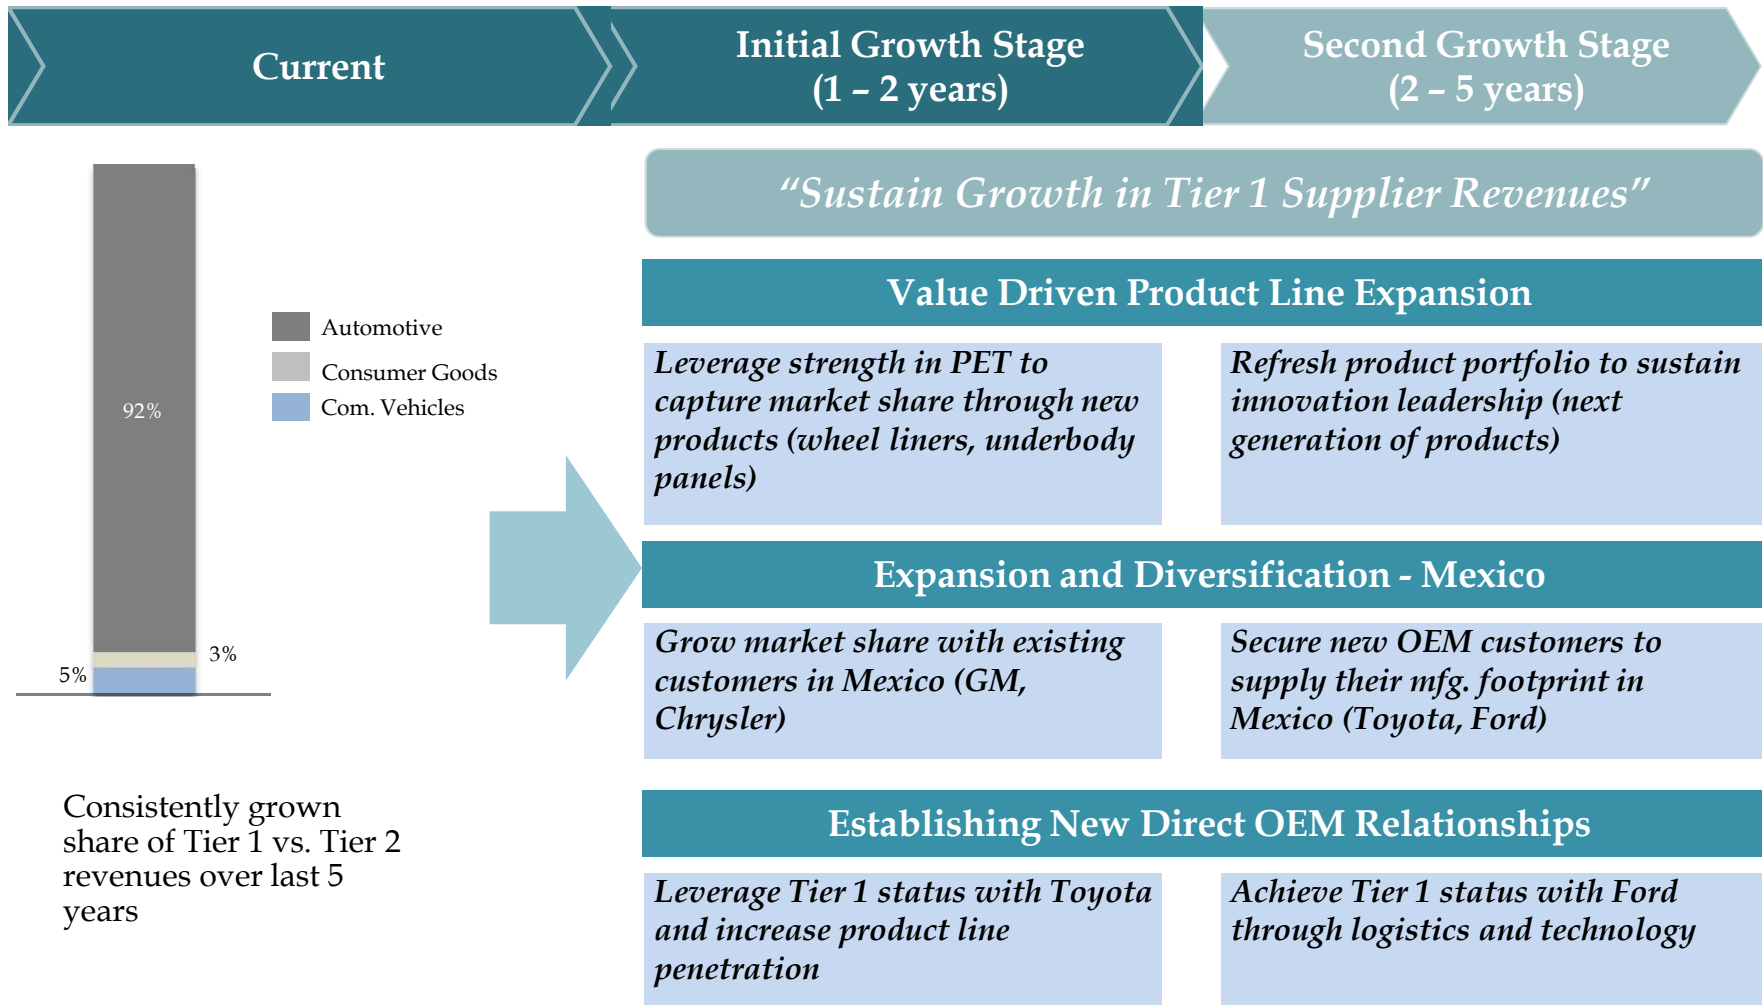 Current
Initial Growth Stage
(1 – 2 years)
Second Growth Stage
(2 – 5 years)
“Sustain Growth in Tier 1 Supplier Revenues”
92%
3%
5%
Automotive
Consumer Goods
Com. Vehicles
Consistently grown
share of Tier 1 vs. Tier 2
revenues over last 5
years
Value Driven Product Line Expansion
Leverage strength in PET to
capture market share through new
products (wheel liners, underbody
panels)
Refresh product portfolio to sustain
innovation leadership (next
generation of products)
Expansion and Diversification - Mexico
Grow market share with existing
customers in Mexico (GM,
Chrysler)
Secure new OEM customers to
supply their mfg. footprint in
Mexico (Toyota, Ford)
Establishing New Direct OEM Relationships
Leverage Tier 1 status with Toyota
and increase product line
penetration
Achieve Tier 1 status with Ford
through logistics and technology